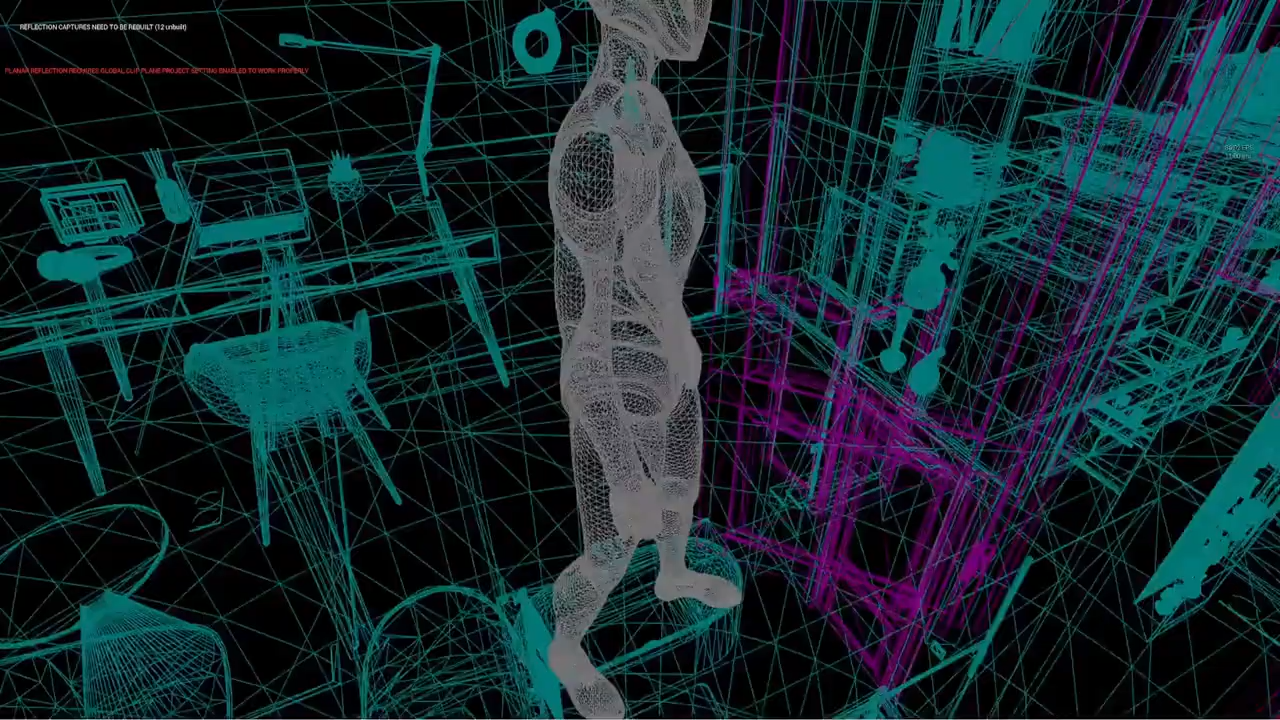 REFLECTION CAPTURES NEED TO BE REBUILT (12 unbuilt)
PLANAR REFLECTION REQUIRES GLOBAL CLIP PLANE PROJECT SETTING ENABLED TO WORK PROPERLY